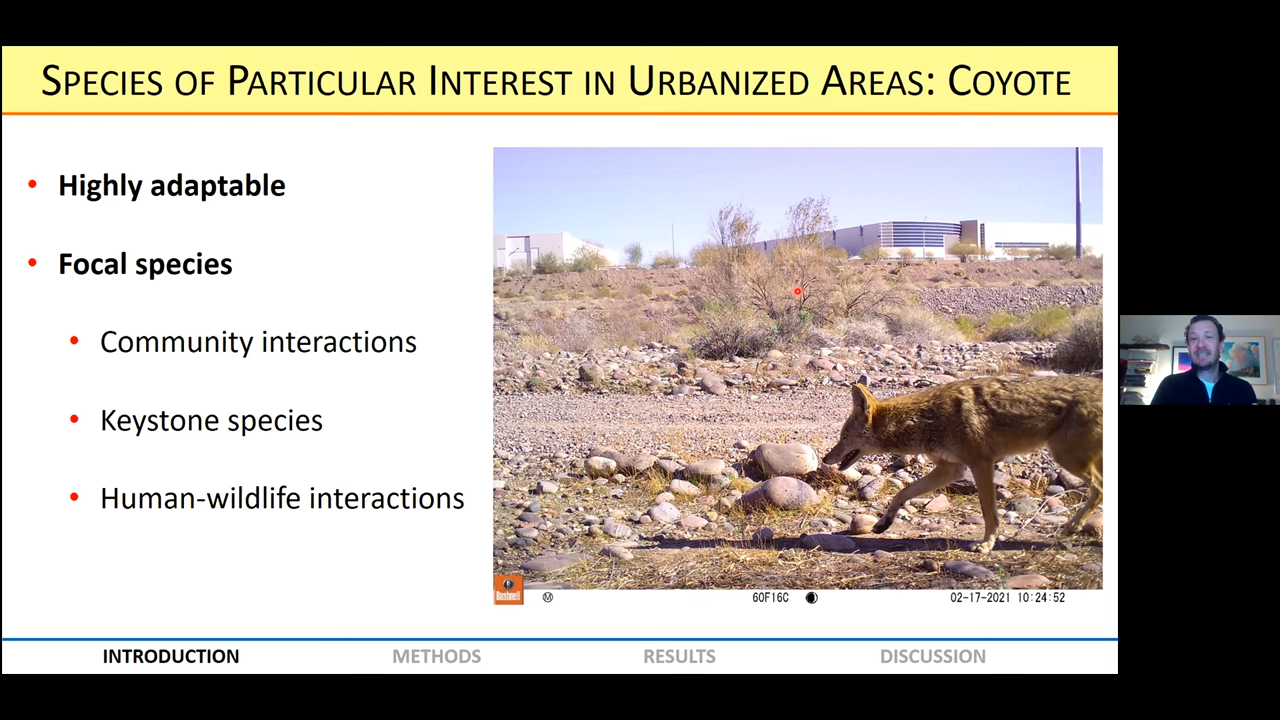 SPECIES OF PARTICULAR INTEREST IN URBANIZED AREAS: COYOTE
• Highly adaptable
• Focal species
• Community interactions
• Keystone species
• Human-wildlife interactions
Bushnell
M
60F16C
02-17-2021 10:24:52
INTRODUCTION
METHODS
RESULTS
DISCUSSION